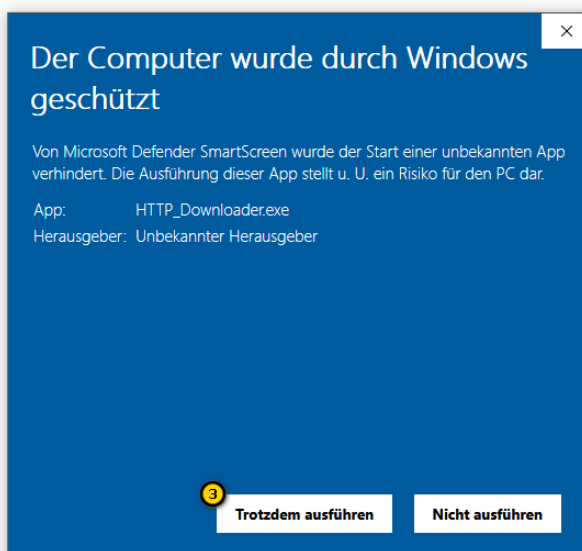 Der Computer wurde durch Windows
geschützt
Von Microsoft Defender SmartScreen wurde der Start einer unbekannten App
verhindert. Die Ausführung dieser App stellt u. U. ein Risiko für den PC dar.
App: HTTP_Downloader.exe
Herausgeber: Unbekannter Herausgeber
3
Trotzdem ausführen Nicht ausführen